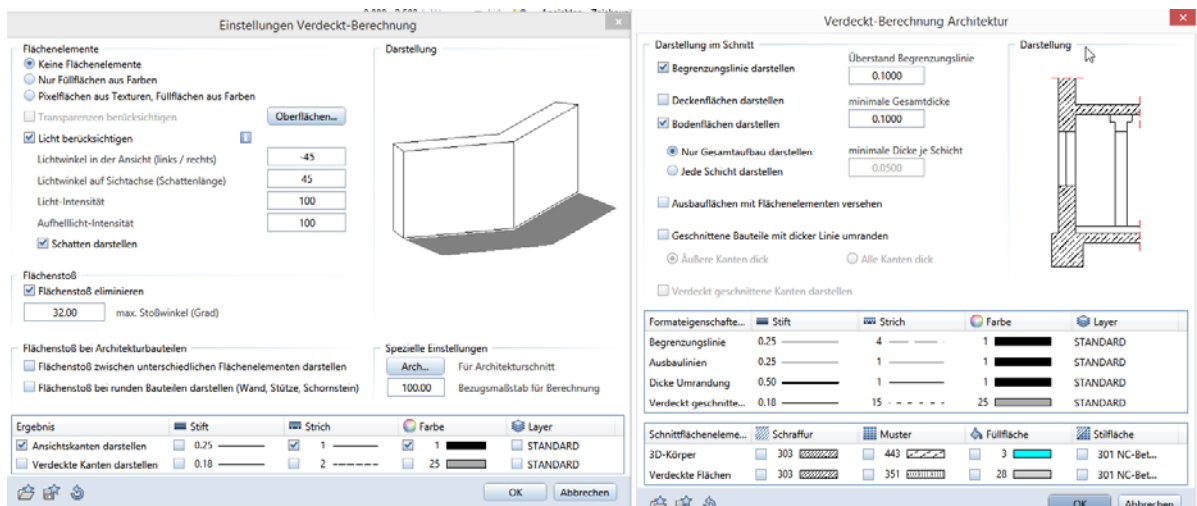 Einstellungen Verdeckt-Berechnung
Flächenelemente
Keine Flächenelemente
Nur Füllflächen aus Farben
Pixelflächen aus Texturen, Füllflächen aus Farben
Transparenzen berücksichtigen
Oberflächen...
Licht berücksichtigen
Lichtwinkel in der Ansicht (links / rechts)
-45
Lichtwinkel auf Sichtachse (Schattenlänge)
45
Licht-Intensität
100
Aufhelllicht-Intensität
100
Schatten darstellen
Darstellung
Flächenstoß
Flächenstoß eliminieren
32.00
max. Stoßwinkel (Grad)
Flächenstoß bei Architekturbauteilen
Flächenstoß zwischen unterschiedlichen Flächenelementen darstellen
Flächenstoß bei runden Bauteilen darstellen (Wand, Stütze, Schornstein)
Spezielle Einstellungen
Arch...
Für Architekturschnitt
100.00
Bezugsmaßstab für Berechnung
Ergebnis Stift Strich Farbe Layer
Ansichtskanten darstellen 0.25 1 1 STANDARD
Verdeckte Kanten darstellen 0.18 2 25 STANDARD
OK Abbrechen
Verdeckt-Berechnung Architektur
Darstellung im Schnitt
Begrenzungslinie darstellen
Überstand Begrenzungslinie
0.1000
Deckenflächen darstellen
minimale Gesamtdicke
Bodenflächen darstellen
0.1000
Nur Gesamtaufbau darstellen
minimale Dicke je Schicht
Jede Schicht darstellen
0.0500
Ausbauflächen mit Flächenelementen versehen
Geschnittene Bauteile mit dicker Linie umranden
Äußere Kanten dick
Alle Kanten dick
Verdeckt geschnittene Kanten darstellen
Darstellung
Formateigenschafte... Stift Strich Farbe Layer
Begrenzungslinie 0.25 4 1 STANDARD
Ausbaulinien 0.25 1 1 STANDARD
Dicke Umrandung 0.50 1 1 STANDARD
Verdeckt geschnitte... 0.18 15 25 STANDARD
Schnittflächeneleme... Schraffur Muster Füllfläche Stilfläche
3D-Körper 303 443 3 301 NC-Bet...
Verdeckte Flächen 303 351 28 301 NC-Bet...
OK Abbrechen